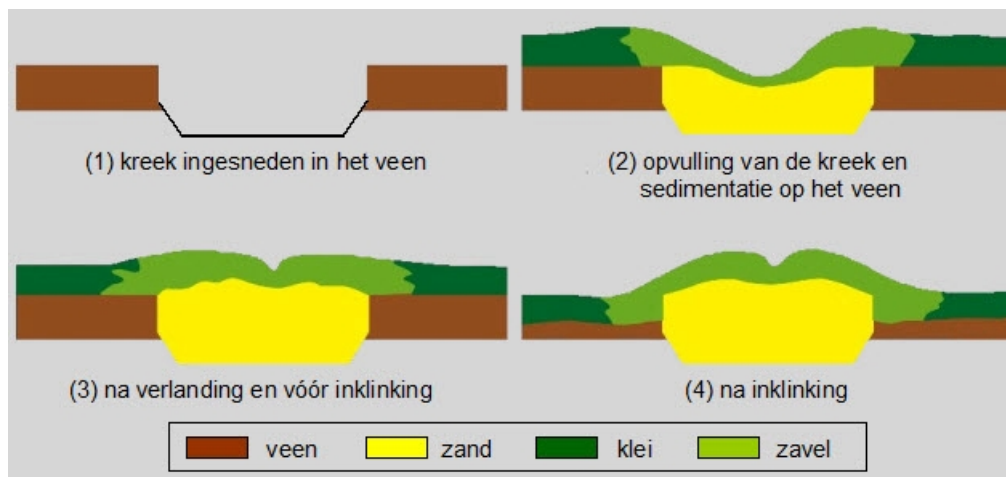 (1) kreek ingesneden in het veen
(2) opvulling van de kreek en
sedimentatie op het veen
(3) na verlanding en vóór inklinking
(4) na inklinking
veen
zand
klei
zavel